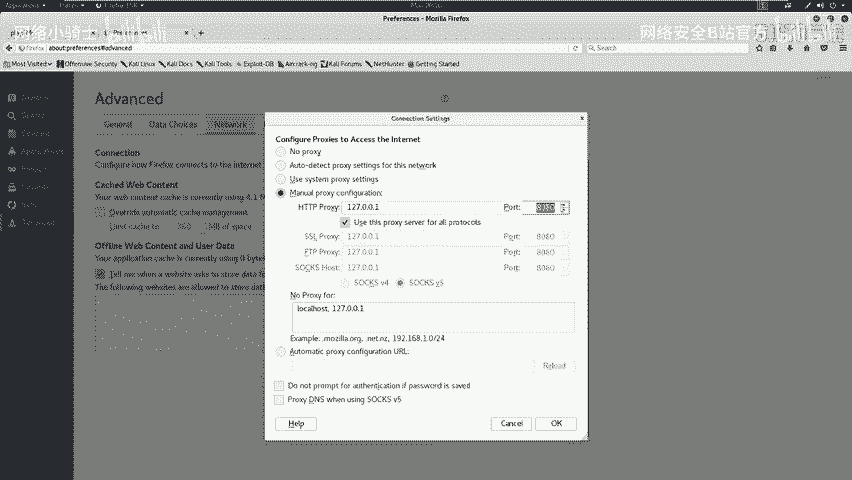 Preferences - Mozilla Firefox
网络小骑士
网络安全B站官方
Firefox
about:preferences#advanced
Search
Most Visited
Offensive Security
Kali Linux
Kali Docs
Kali Tools
Exploit-DB
Aircrack-ng
Kali Forums
NetHunter
Getting Started
Advanced
General
Data Choices
Network
Connection
Configure how Firefox connects to the internet
Cached Web Content
Your web content cache is currently using
Override automatic cache management
Limit cache to
MB of space
Offline Web Content and User Data
Your application cache is currently using 0 bytes
Tell me when a website asks to store data
The following websites are allowed to store data
Connection Settings
Configure Proxies to Access the Internet
No proxy
Auto-detect proxy settings for this network
Use system proxy settings
Manual proxy configuration:
HTTP Proxy: 127.0.0.1 Port: 8080
Use this proxy server for all protocols
SSL Proxy: 127.0.0.1 Port: 8080
FTP Proxy: 127.0.0.1 Port: 8080
SOCKS Host: 127.0.0.1 Port: 8080
SOCKS v4 SOCKS v5
No Proxy for:
localhost, 127.0.0.1
Example: .mozilla.org, .net.nz, 192.168.1.0/24
Automatic proxy configuration URL:
Reload
Do not prompt for authentication if password is saved
Proxy DNS when using SOCKS v5
Help
Cancel
OK